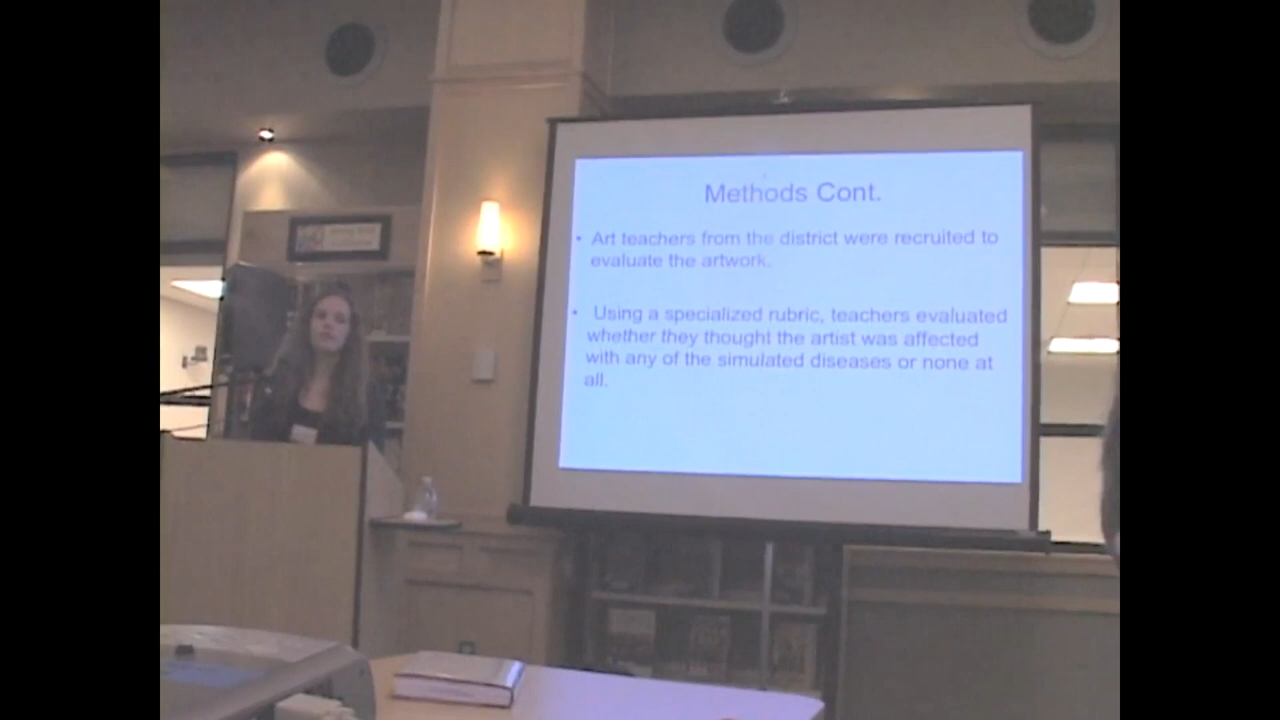 Methods Cont.
• Art teachers from the district were recruited to
evaluate the artwork.
• Using a specialized rubric, teachers evaluated
whether they thought the artist was affected
with any of the simulated diseases or none at
all.